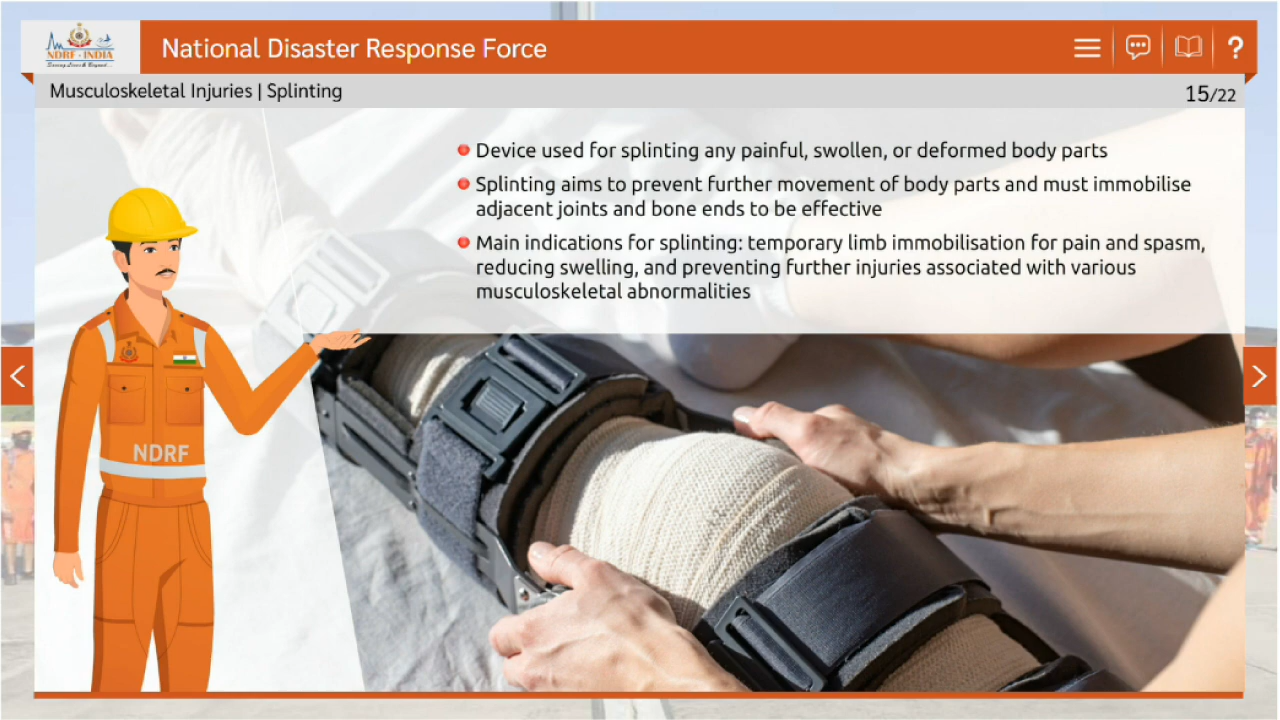 NDRF - INDIA
Saving Lives & Beyond...
National Disaster Response Force
?
Musculoskeletal Injuries | Splinting
15/22
Device used for splinting any painful, swollen, or deformed body parts
Splinting aims to prevent further movement of body parts and must immobilise
adjacent joints and bone ends to be effective
Main indications for splinting: temporary limb immobilisation for pain and spasm,
reducing swelling, and preventing further injuries associated with various
musculoskeletal abnormalities
NDRF